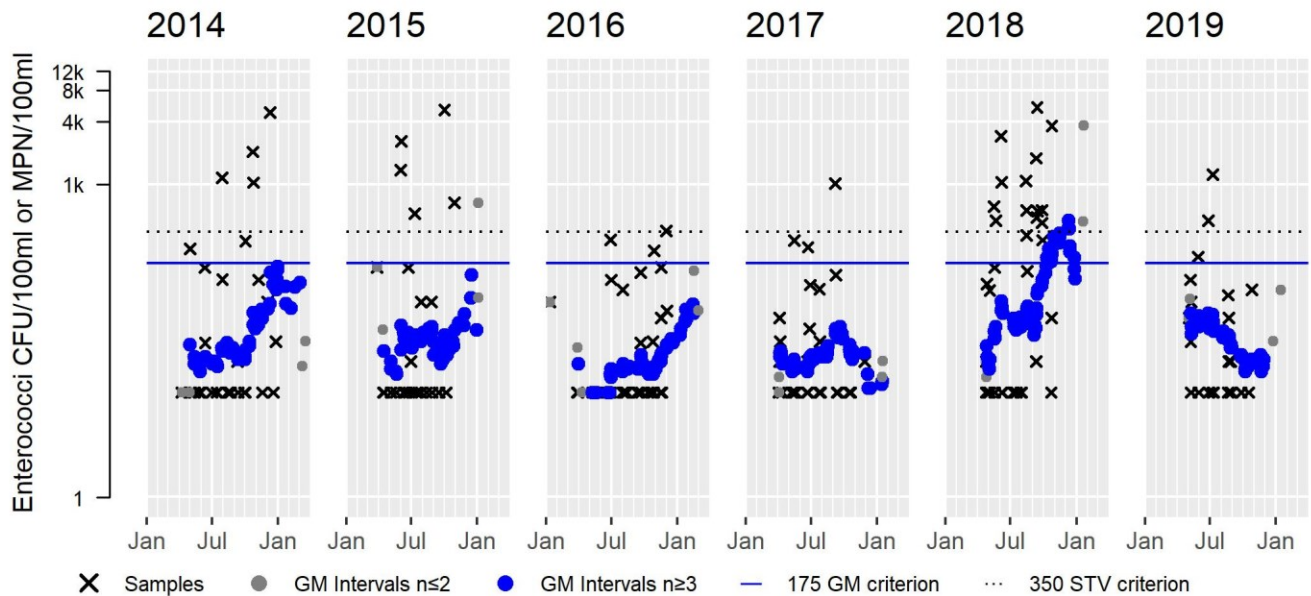 2014 2015 2016 2017 2018 2019
Enterococci CFU/100ml or MPN/100ml
12k
8k
4k
1k
1
Jan Jul Jan Jan Jul Jan Jan Jul Jan Jan Jul Jan Jan Jul Jan Jan Jul Jan
Samples GM Intervals n≤2 GM Intervals n≥3 175 GM criterion 350 STV criterion